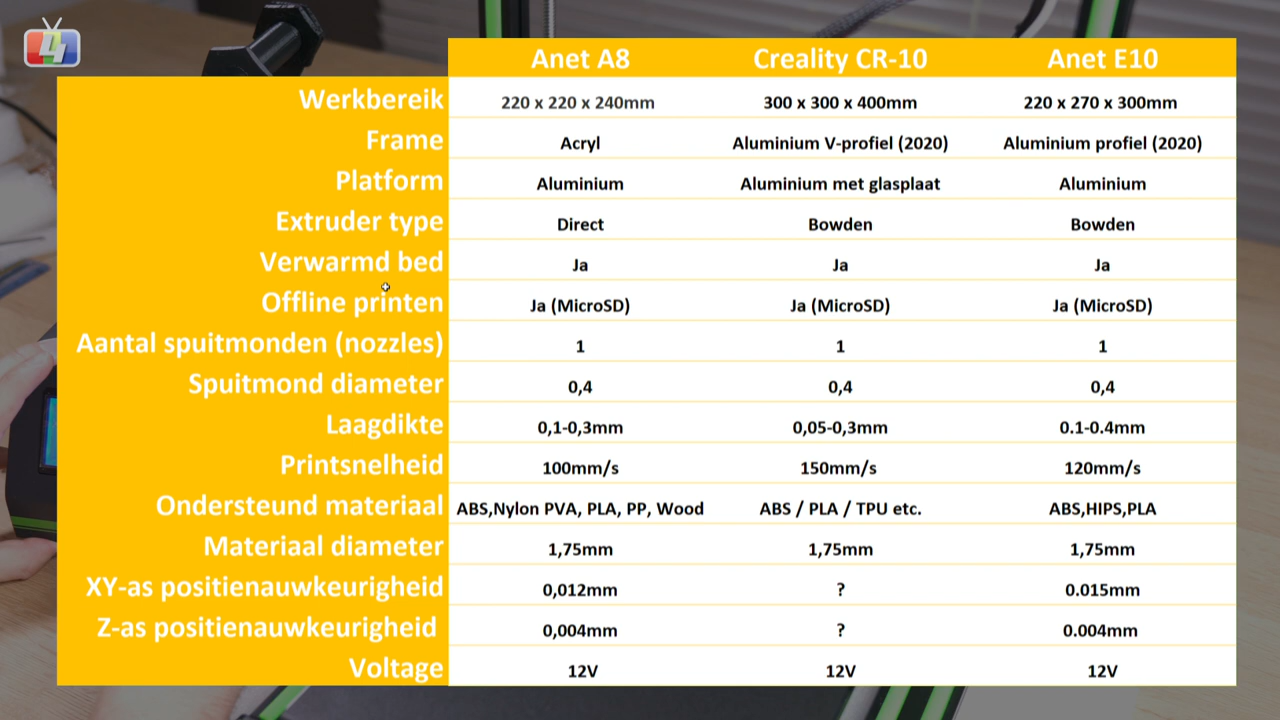 Anet A8 Creality CR-10 Anet E10
Werkbereik 220 x 220 x 240mm 300 x 300 x 400mm 220 x 270 x 300mm
Frame Acryl Aluminium V-profiel (2020) Aluminium profiel (2020)
Platform Aluminium Aluminium met glasplaat Aluminium
Extruder type Direct Bowden Bowden
Verwarmd bed Ja Ja Ja
Offline printen Ja (MicroSD) Ja (MicroSD) Ja (MicroSD)
Aantal spuitmonden (nozzles) 1 1 1
Spuitmond diameter 0,4 0,4 0,4
Laagdikte 0,1-0,3mm 0,05-0,3mm 0.1-0.4mm
Printsnelheid 100mm/s 150mm/s 120mm/s
Ondersteund materiaal ABS,Nylon PVA, PLA, PP, Wood ABS / PLA / TPU etc. ABS,HIPS,PLA
Materiaal diameter 1,75mm 1,75mm 1,75mm
XY-as positienauwkeurigheid 0,012mm ? 0.015mm
Z-as positienauwkeurigheid 0,004mm ? 0.004mm
Voltage 12V 12V 12V